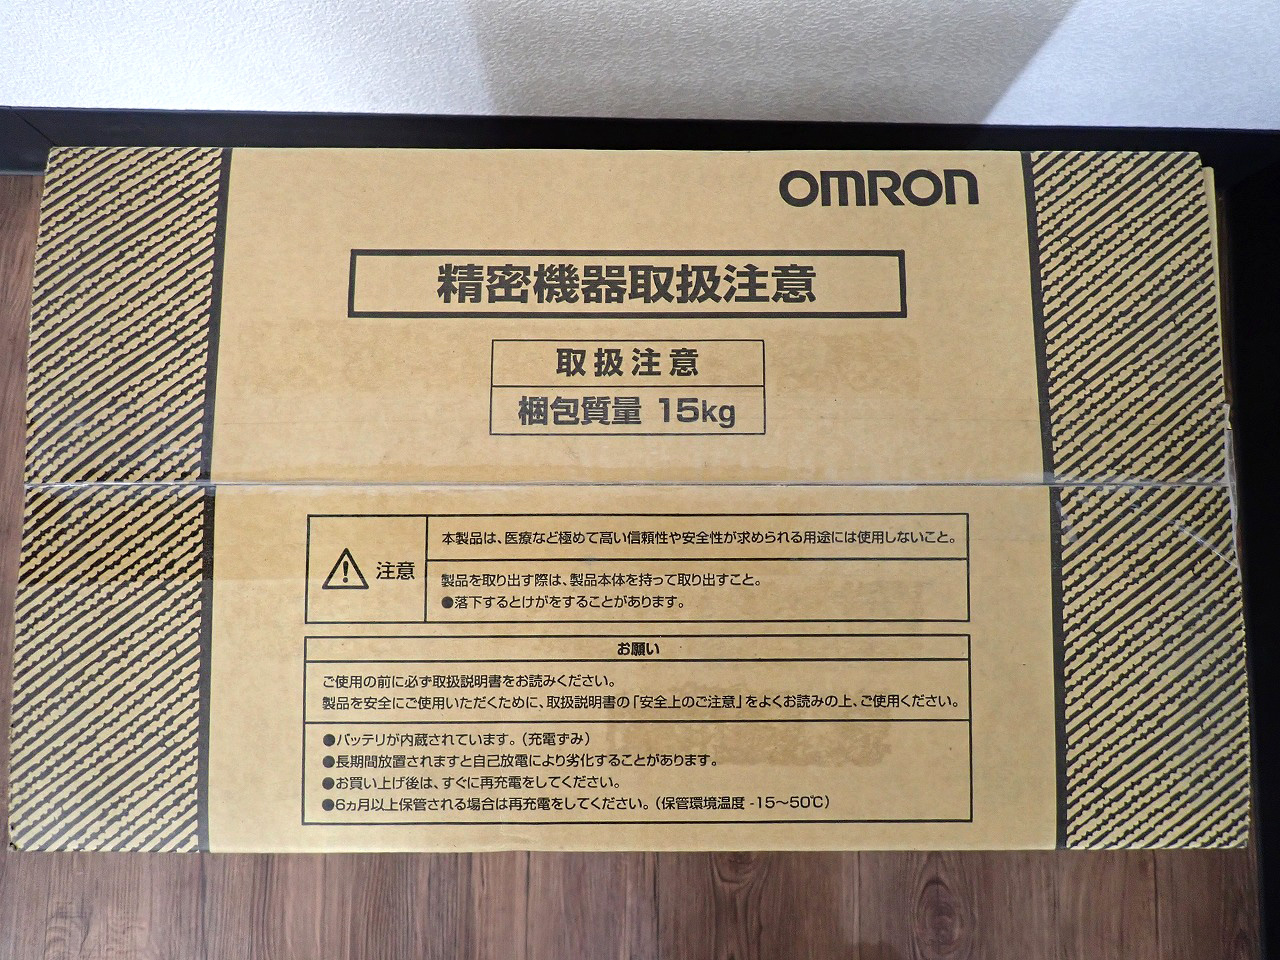 OMRON
精密機器取扱注意
取扱注意
梱包質量 15kg
注意
本製品は、医療など極めて高い信頼性や安全性が求められる用途には使用しないこと。
製品を取り出す際は、製品本体を持って取り出すこと。
●落下するとけがをすることがあります。
お願い
ご使用の前に必ず取扱説明書をお読みください。
製品を安全にご使用いただくために、取扱説明書の「安全上のご注意」をよくお読みの上、ご使用ください。
●バッテリが内蔵されています。(充電ずみ)
●長期間放置されますと自己放電により劣化することがあります。
●お買い上げ後は、すぐに再充電をしてください。
●6ヵ月以上保管される場合は再充電をしてください。(保管環境温度 -15～50℃)